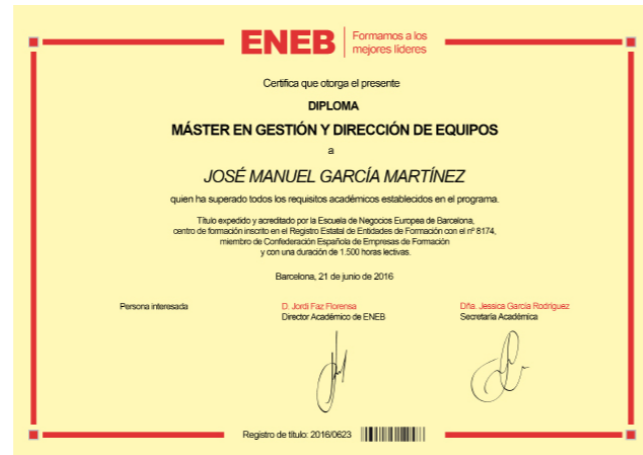 ENEB
Formamos a los
mejores líderes
Certifica que otorga el presente
DIPLOMA
MÁSTER EN GESTIÓN Y DIRECCIÓN DE EQUIPOS
a
JOSÉ MANUEL GARCÍA MARTÍNEZ
quien ha superado todos los requisitos académicos establecidos en el programa.
Título expedido y acreditado por la Escuela de Negocios Europea de Barcelona,
centro de formación inscrito en el Registro Estatal de Entidades de Formación con el nº 8174,
miembro de Confederación Española de Empresas de Formación
y con una duración de 1.500 horas lectivas.
Barcelona, 21 de junio de 2016
Persona interesada
D. Jordi Faz Florensa
Director Académico de ENEB
Dña. Jessica García Rodríguez
Secretaría Académica
Registro de título: 2016/0623